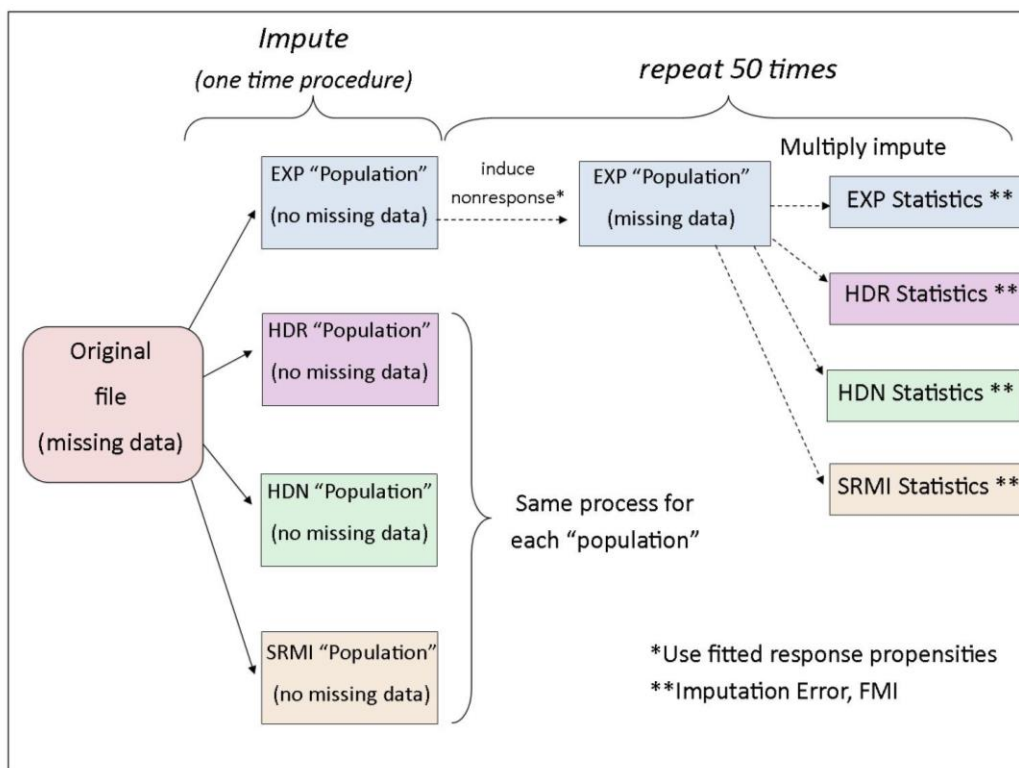 Impute
(one time procedure)
repeat 50 times
EXP “Population”
(no missing data)
induce
nonresponse*
EXP “Population”
(missing data)
Multiply impute
EXP Statistics **
HDR Statistics **
HDN Statistics **
SRMI Statistics **
Original
file
(missing data)
HDR “Population”
(no missing data)
HDN “Population”
(no missing data)
SRMI “Population”
(no missing data)
Same process for
each “population”
*Use fitted response propensities
**Imputation Error, FMI